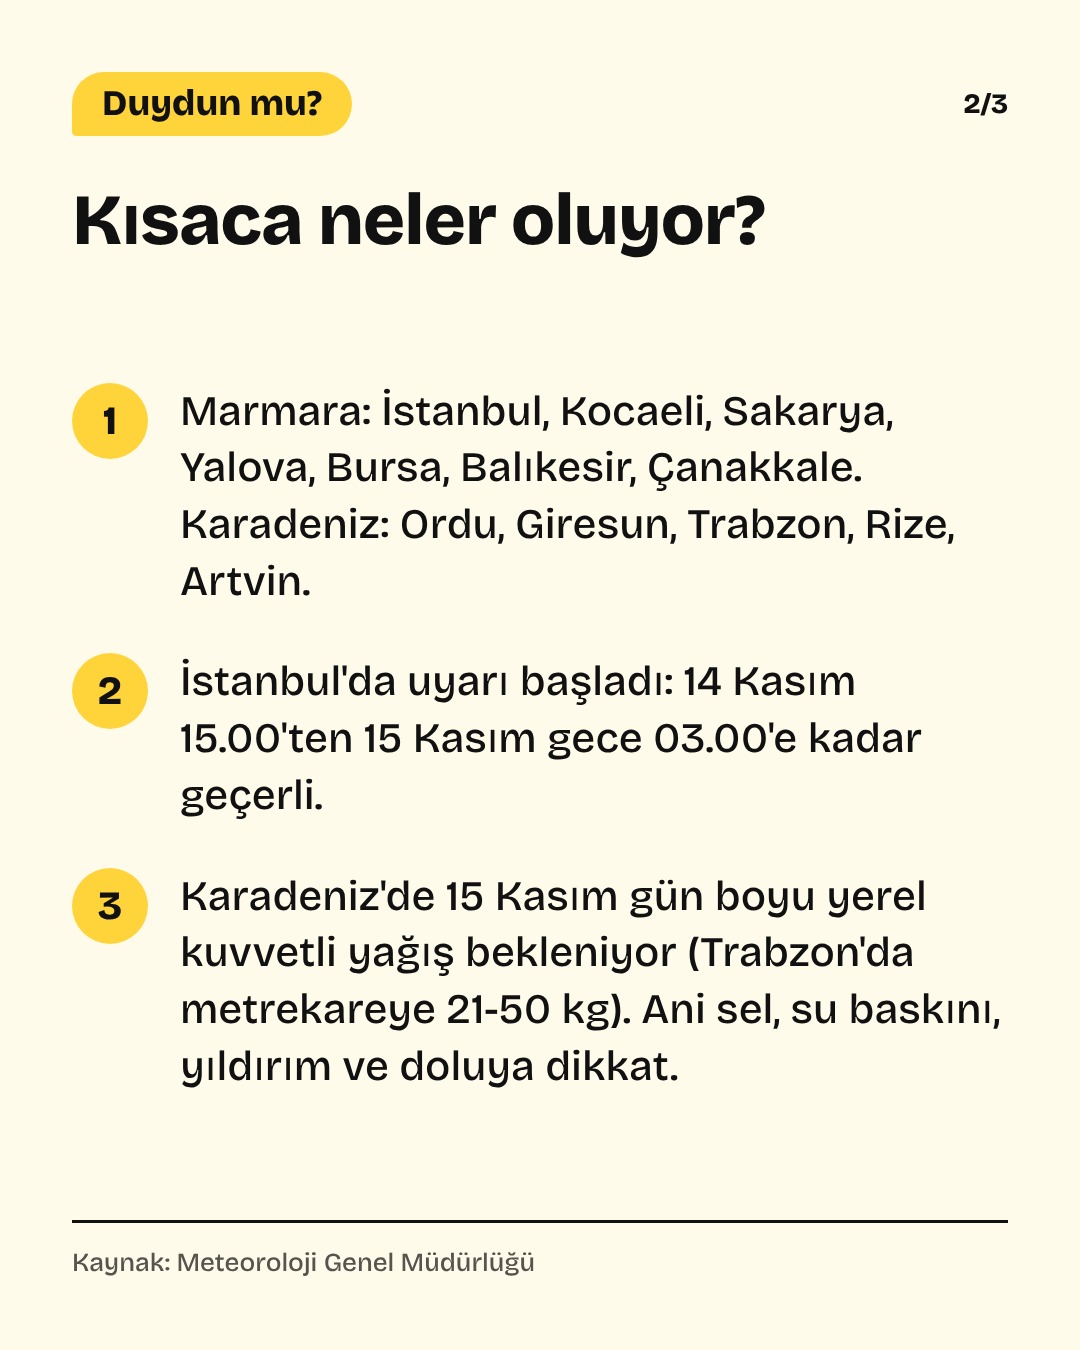 Duydun mu?
2/3
Kısaca neler oluyor?
1
Marmara: İstanbul, Kocaeli, Sakarya,
Yalova, Bursa, Balıkesir, Çanakkale.
Karadeniz: Ordu, Giresun, Trabzon, Rize,
Artvin.
2
İstanbul'da uyarı başladı: 14 Kasım
15.00'ten 15 Kasım gece 03.00'e kadar
geçerli.
3
Karadeniz'de 15 Kasım gün boyu yerel
kuvvetli yağış bekleniyor (Trabzon'da
metrekareye 21-50 kg). Ani sel, su baskını,
yıldırım ve doluya dikkat.
Kaynak: Meteoroloji Genel Müdürlüğü